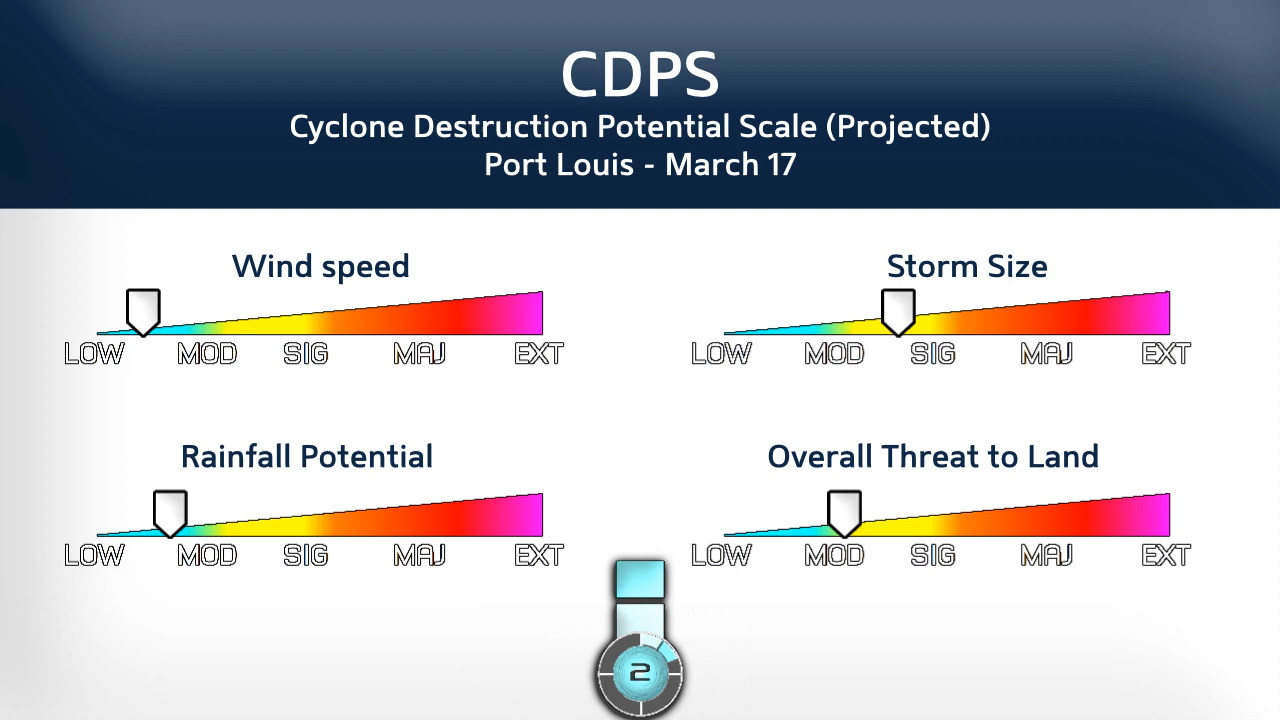 CDPS
Cyclone Destruction Potential Scale (Projected)
Port Louis - March 17
Wind speed
LOW MOD SIG MAJ EXT
Storm Size
LOW MOD SIG MAJ EXT
Rainfall Potential
LOW MOD SIG MAJ EXT
Overall Threat to Land
LOW MOD SIG MAJ EXT
2